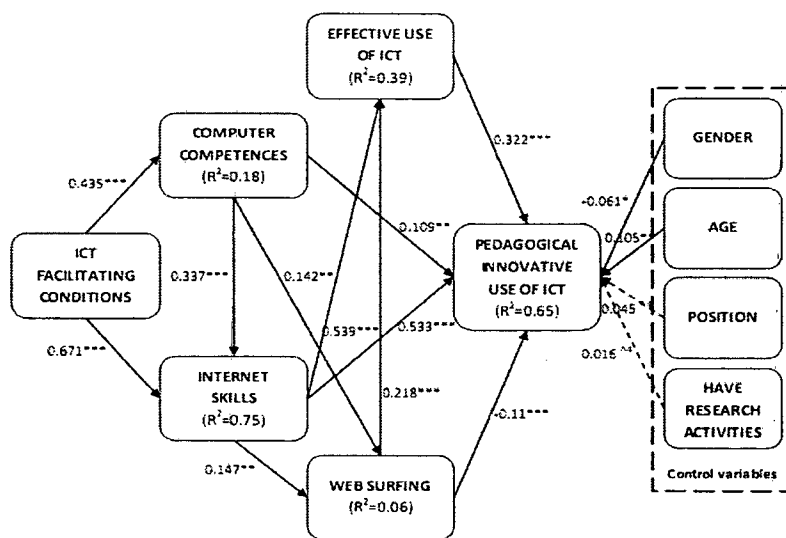 EFFECTIVE USE
OF ICT
(R²=0.39)
COMPUTER
COMPETENCES
(R²=0.18)
GENDER
0.322***
0.435***
-0.061*
0.109**
0.105**
AGE
ICT
FACILITATING
CONDITIONS
PEDAGOGICAL
INNOVATIVE
USE OF ICT
(R²=0.65)
0.337***
0.142**
0.539***
0.533***
0.045
POSITION
0.671***
0.016
INTERNET
SKILLS
(R²=0.75)
0.218***
-0.11***
HAVE
RESEARCH
ACTIVITIES
0.147**
WEB SURFING
(R²=0.06)
Control variables